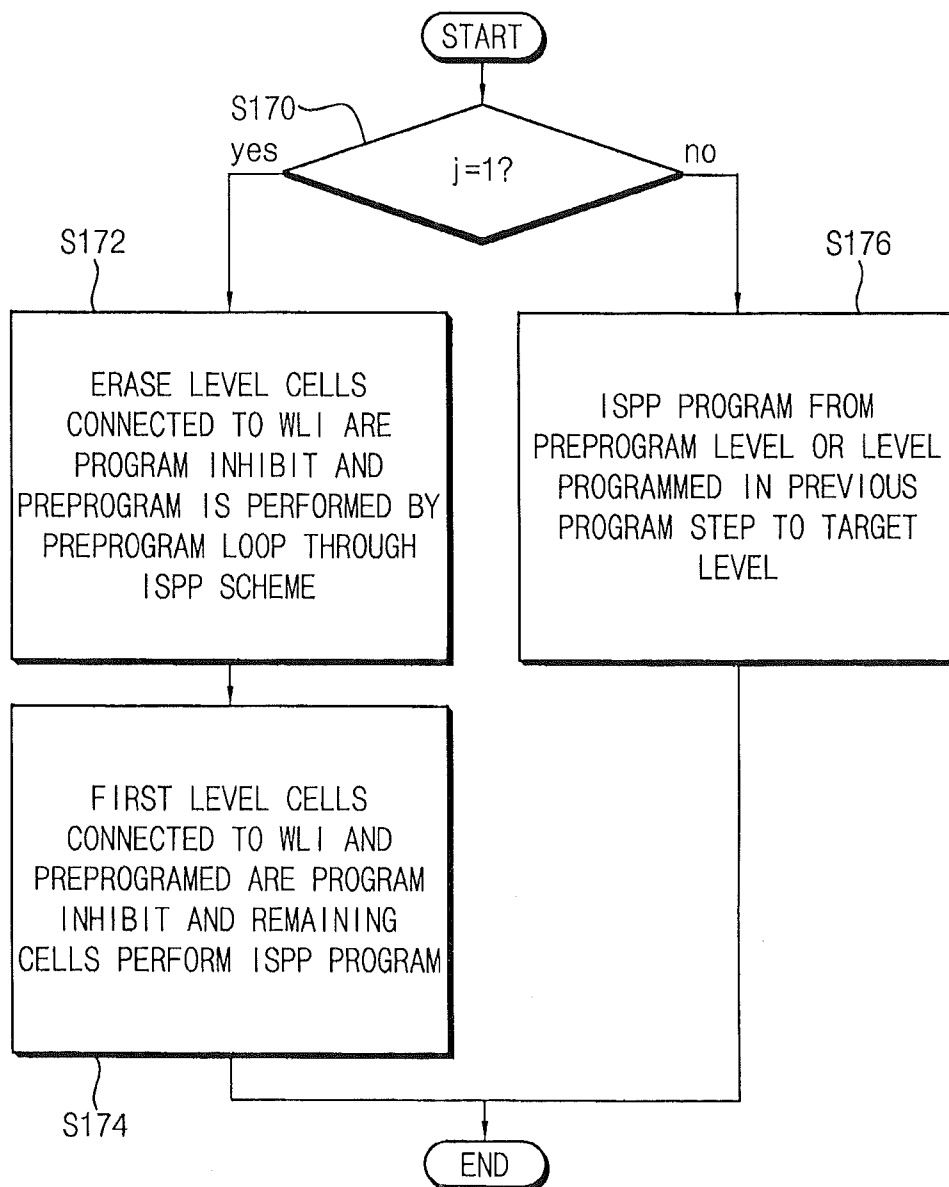 START
S170
yes
j=1?
no
S172
S176
ERASE LEVEL CELLS
CONNECTED TO WLI ARE
PROGRAM INHIBIT AND
PREPROGRAM IS PERFORMED BY
PREPROGRAM LOOP THROUGH
ISPP SCHEME
ISPP PROGRAM FROM
PREPROGRAM LEVEL OR LEVEL
PROGRAMMED IN PREVIOUS
PROGRAM STEP TO TARGET
LEVEL
FIRST LEVEL CELLS
CONNECTED TO WLI AND
PREPROGRAMED ARE PROGRAM
INHIBIT AND REMAINING
CELLS PERFORM ISPP PROGRAM
S174
END